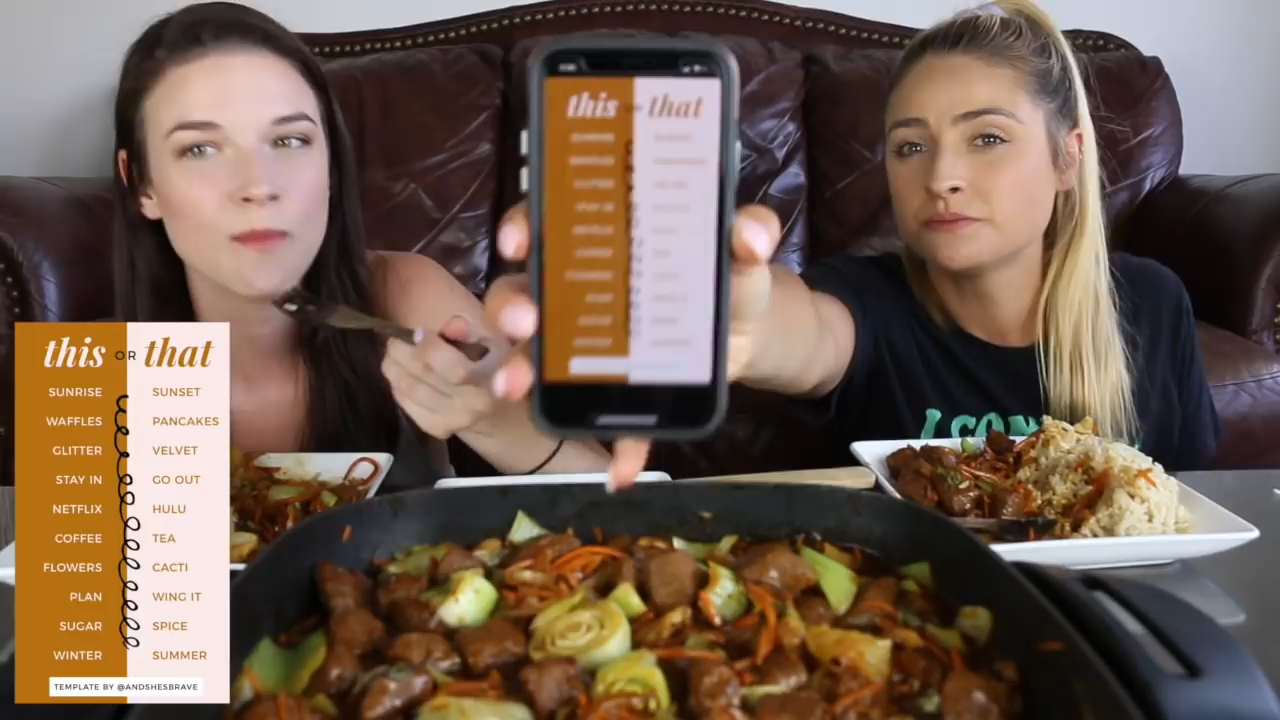 this or that
this OR that
SUNRISE SUNSET
WAFFLES PANCAKES
GLITTER VELVET
STAY IN GO OUT
NETFLIX HULU
COFFEE TEA
FLOWERS CACTI
PLAN WING IT
SUGAR SPICE
WINTER SUMMER
TEMPLATE BY @ANDSHESBRAVE